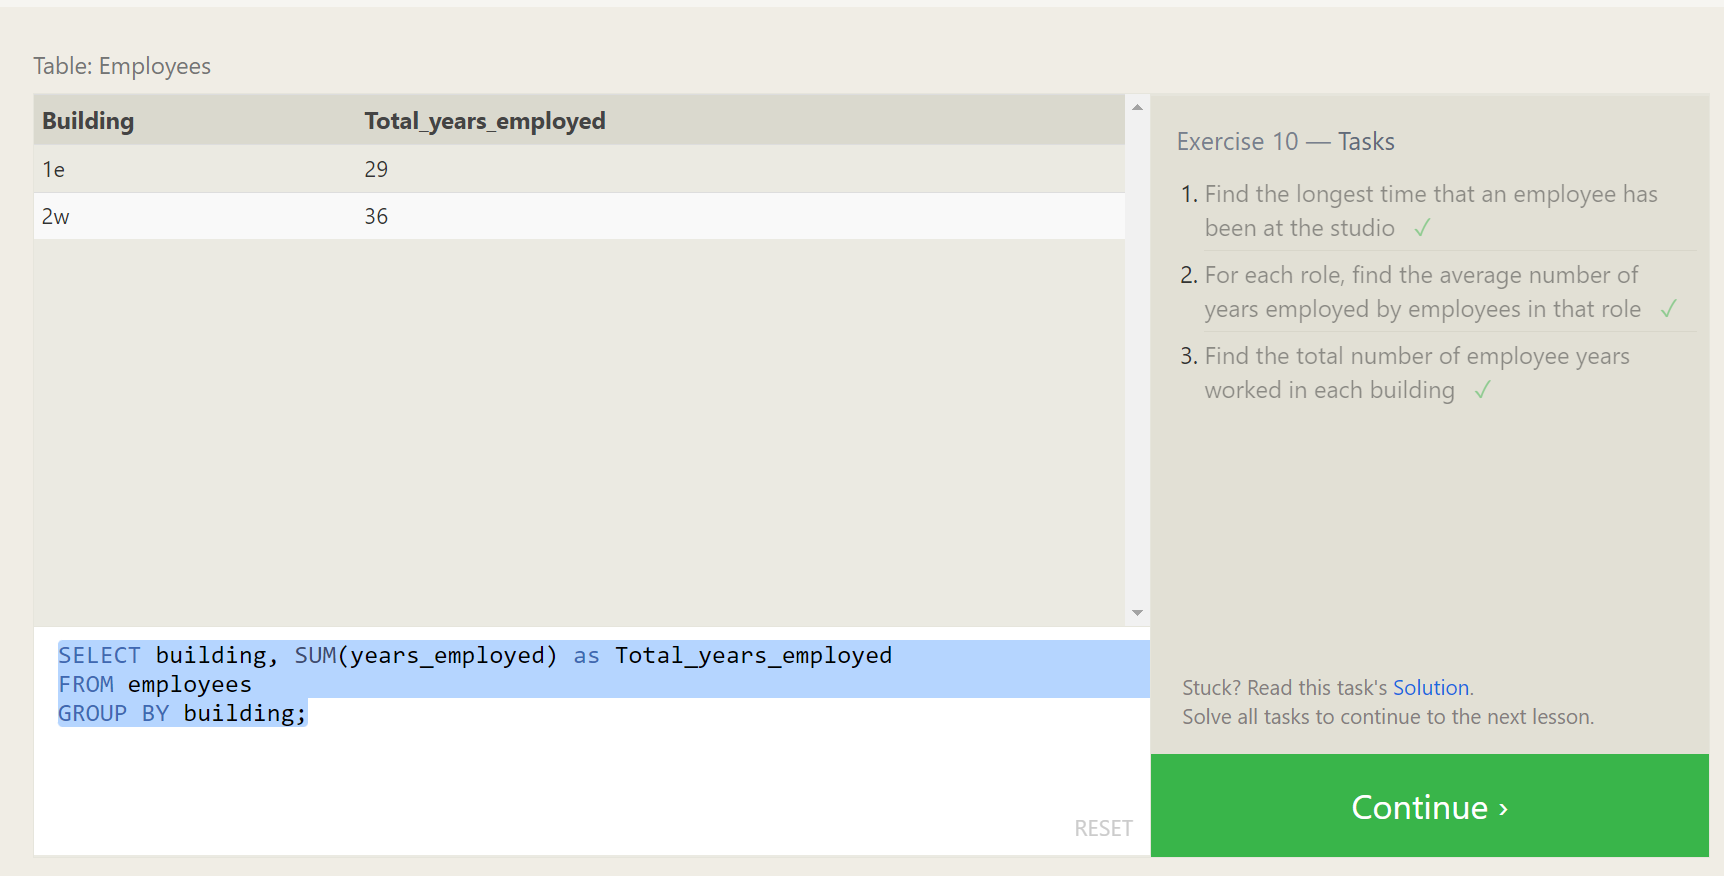 Table: Employees
Building Total_years_employed
1e 29
2w 36
SELECT building, SUM(years_employed) as Total_years_employed
FROM employees
GROUP BY building;
RESET
Exercise 10 — Tasks
1. Find the longest time that an employee has
been at the studio ✓
2. For each role, find the average number of
years employed by employees in that role ✓
3. Find the total number of employee years
worked in each building ✓
Stuck? Read this task's Solution.
Solve all tasks to continue to the next lesson.
Continue ›